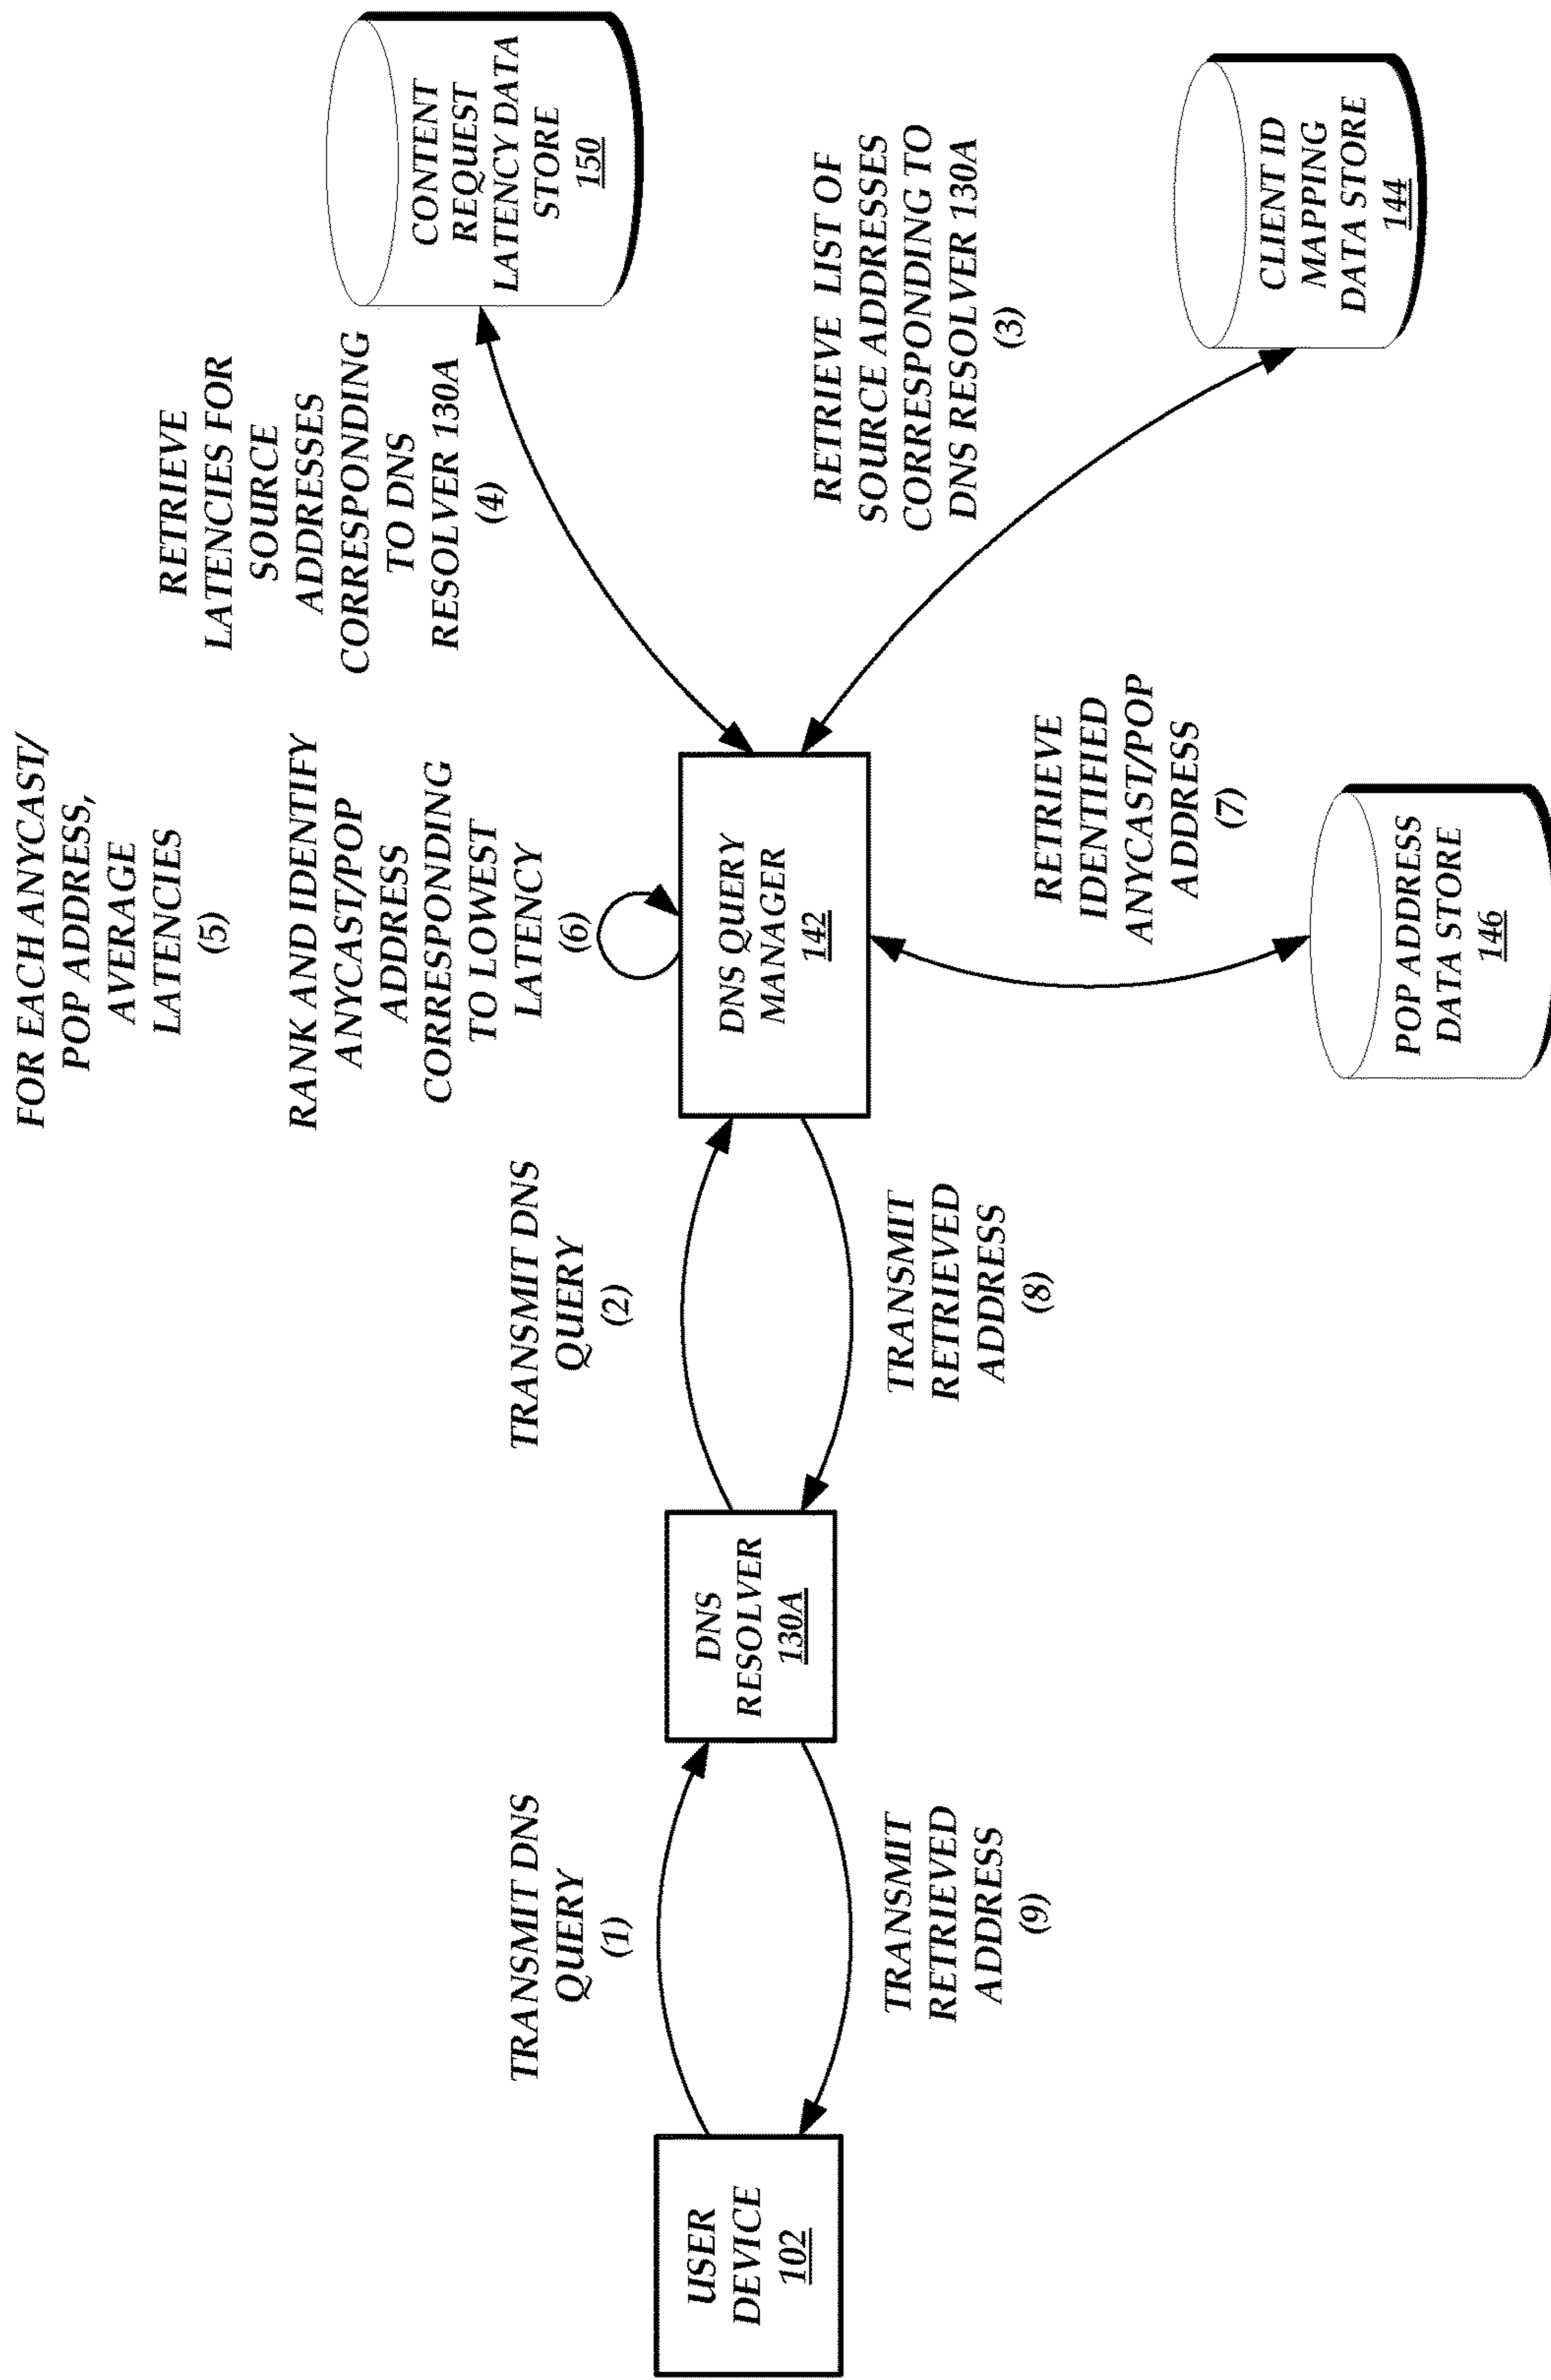 FOR EACH ANYCAST/
POP ADDRESS,
AVERAGE
LATENCIES
(5)
RANK AND IDENTIFY
ANYCAST/POP
ADDRESS
CORRESPONDING
TO LOWEST
LATENCY
(6)
RETRIEVE
LATENCIES FOR
SOURCE
ADDRESSES
CORRESPONDING
TO DNS
RESOLVER 130A
(4)
CONTENT
REQUEST
LATENCY DATA
STORE
150
TRANSMIT DNS
QUERY
(1)
TRANSMIT DNS
QUERY
(2)
RETRIEVE LIST OF
SOURCE ADDRESSES
CORRESPONDING TO
DNS RESOLVER 130A
(3)
USER
DEVICE
102
DNS
RESOLVER
130A
DNS QUERY
MANAGER
142
TRANSMIT
RETRIEVED
ADDRESS
(9)
TRANSMIT
RETRIEVED
ADDRESS
(8)
RETRIEVE
IDENTIFIED
ANYCAST/POP
ADDRESS
(7)
CLIENT ID
MAPPING
DATA STORE
144
POP ADDRESS
DATA STORE
146